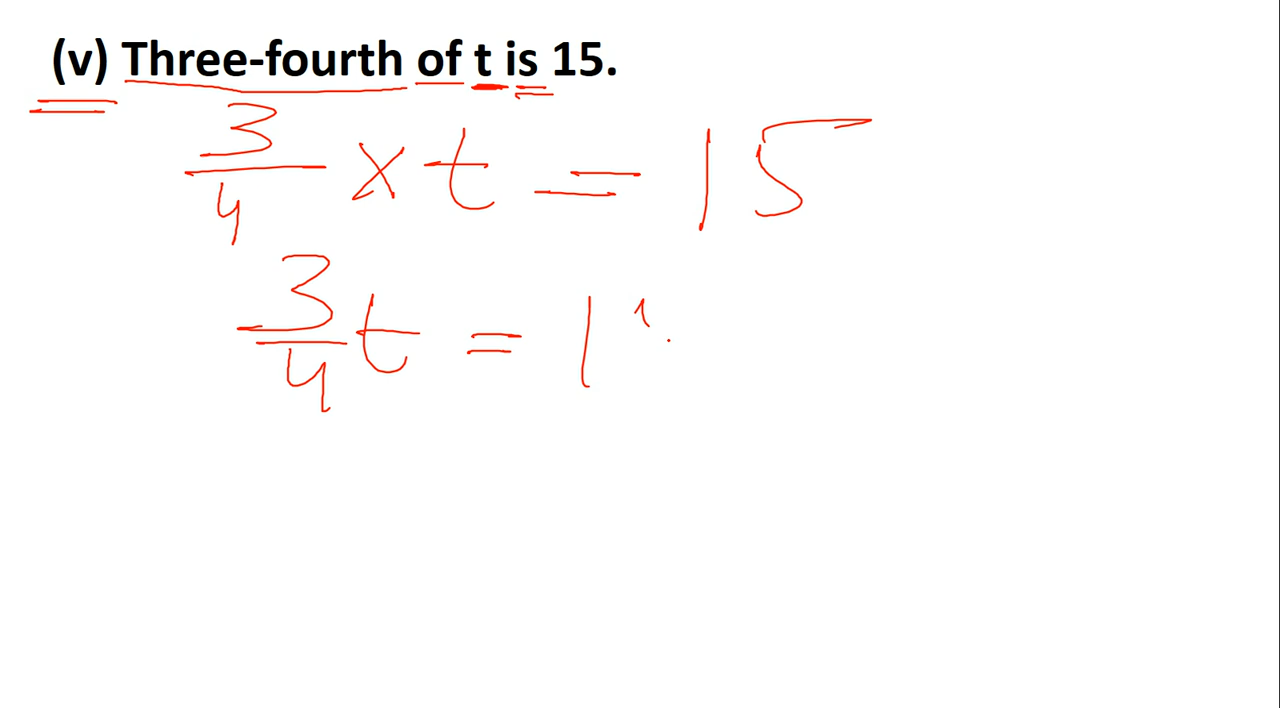 (v) Three-fourth of t is 15.
3/4 × t = 15
3/4 t = 1